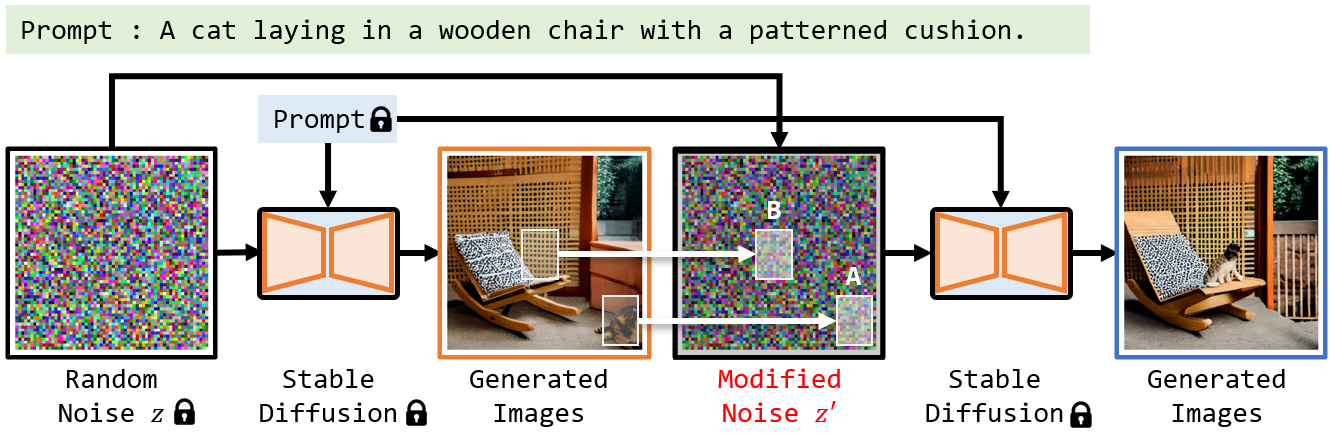 Prompt : A cat laying in a wooden chair with a patterned cushion.
Prompt
B
A
Random
Noise z
Stable
Diffusion
Generated
Images
Modified
Noise z′
Stable
Diffusion
Generated
Images